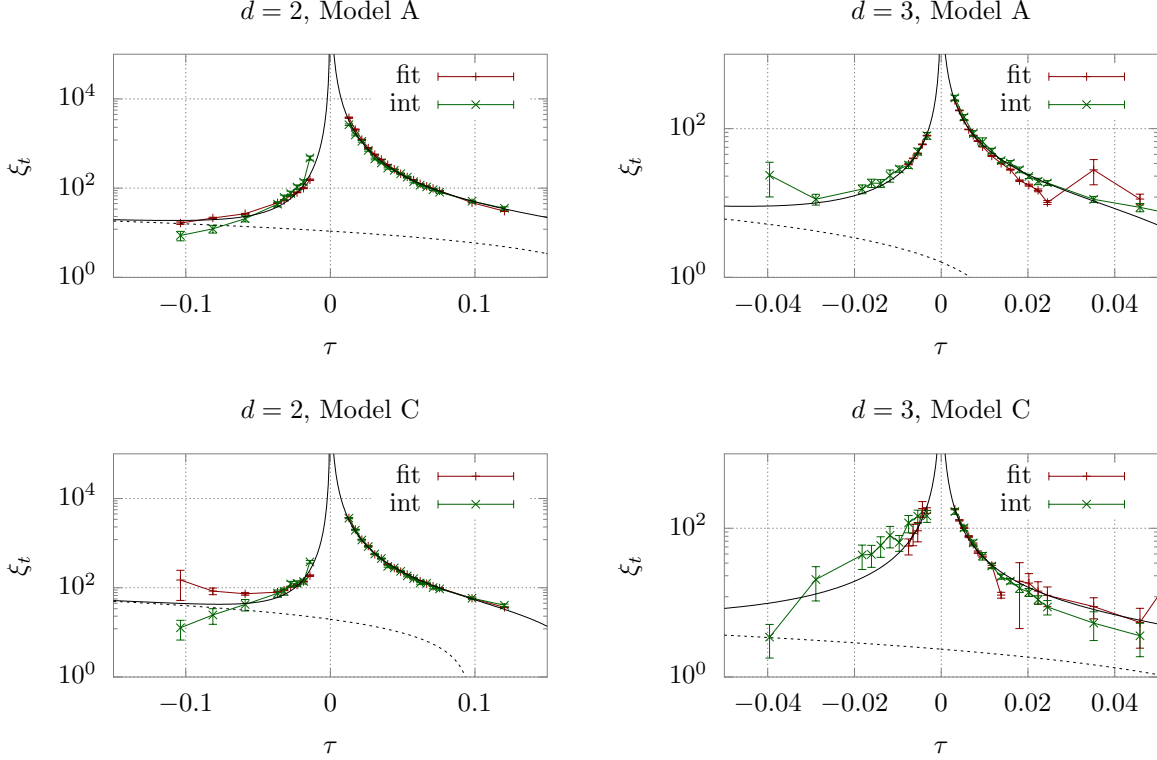 d = 2, Model A
fit
int
10^4
10^2
10^0
ξ_t
−0.1 0 0.1
τ
d = 3, Model A
fit
int
10^2
10^0
ξ_t
−0.04 −0.02 0 0.02 0.04
τ
d = 2, Model C
fit
int
10^4
10^2
10^0
ξ_t
−0.1 0 0.1
τ
d = 3, Model C
fit
int
10^2
10^0
ξ_t
−0.04 −0.02 0 0.02 0.04
τ